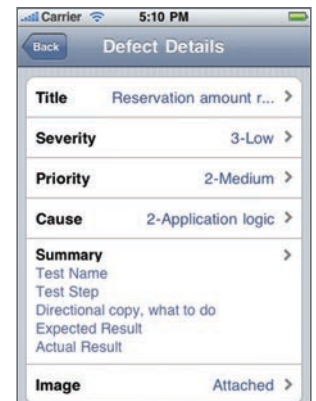 Carrier 5:10 PM
Back Defect Details
Title Reservation amount r... >
Severity 3-Low >
Priority 2-Medium >
Cause 2-Application logic >
Summary >
Test Name
Test Step
Directional copy, what to do
Expected Result
Actual Result
Image Attached >